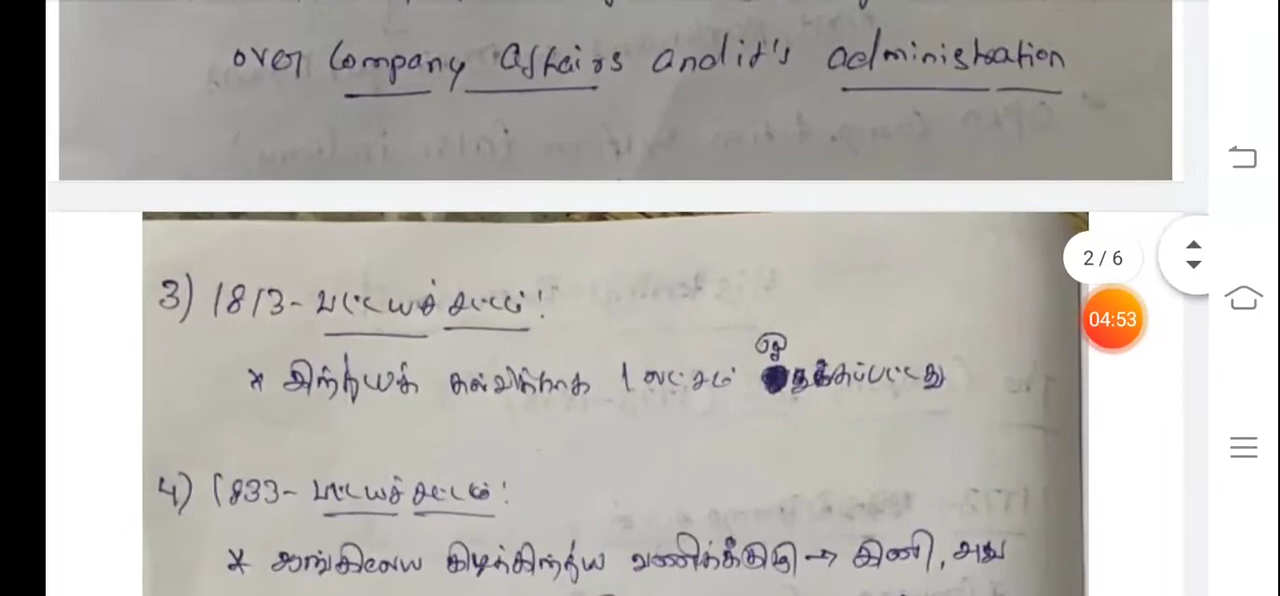 over Company Affairs and it's administration
2 / 6
3) 1813 - பட்டயச் சட்டம் !
04:53
* இந்தியக் கல்விக்காக 1 லட்சம் ஒதுக்கப்பட்டது
4) 1833 - பட்டயச் சட்டம் !
* ஆங்கிலேய கிழக்கிந்திய வணிக்குழு → இனி, அது